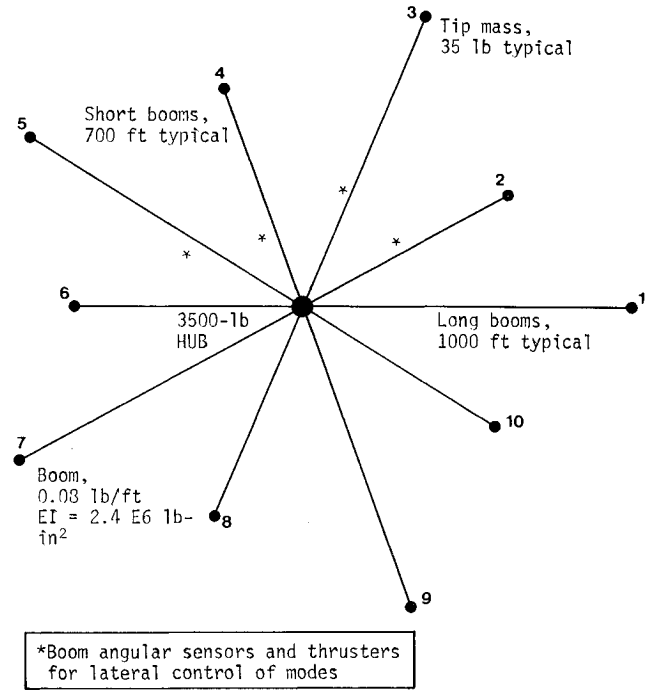 3
Tip mass,
35 lb typical
4
Short booms,
700 ft typical
5
2
*
*
*
*
6
1
3500-lb
HUB
Long booms,
1000 ft typical
10
7
Boom,
0.08 lb/ft
EI = 2.4 E6 lb-
in²
8
9
*Boom angular sensors and thrusters
for lateral control of modes